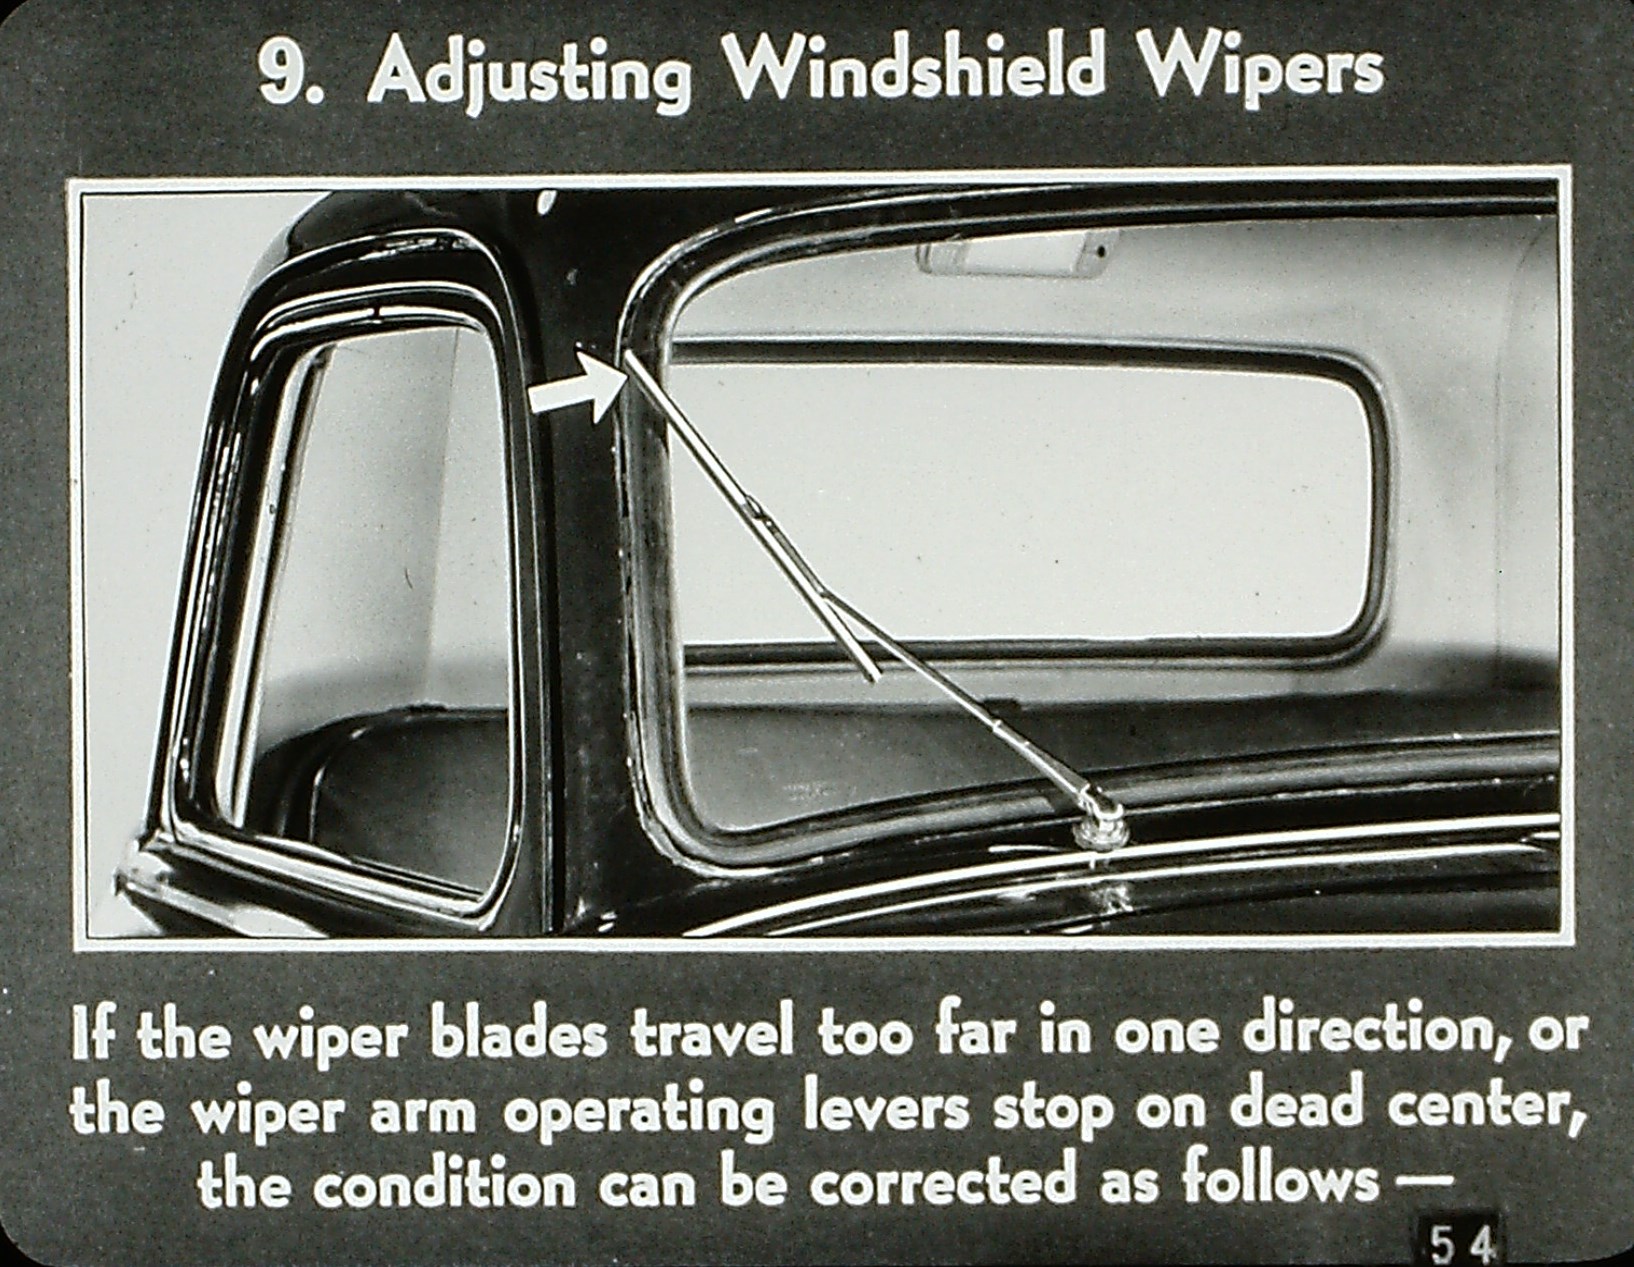 9. Adjusting Windshield Wipers
If the wiper blades travel too far in one direction, or
the wiper arm operating levers stop on dead center,
the condition can be corrected as follows —
54